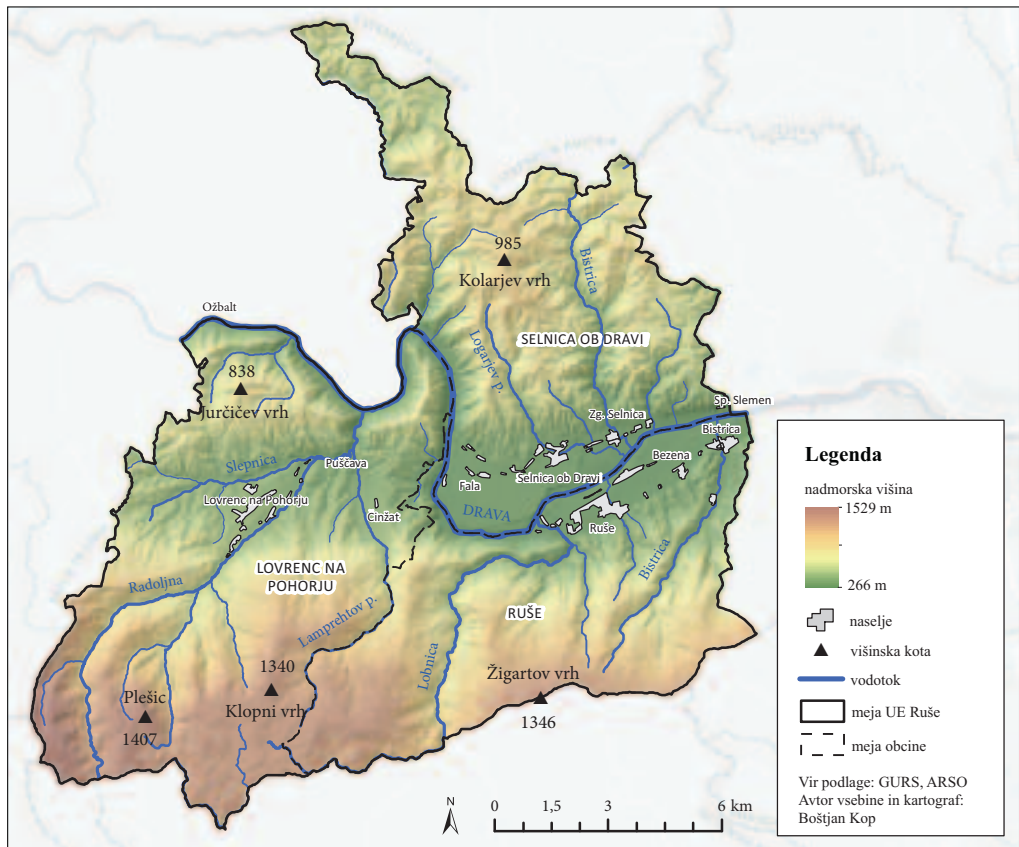 985
Kolarjev vrh
Bistrica
Ožbalt
Logarjev p.
SELNICA OB DRAVI
838
Jurčičev vrh
Sp. Slemen
Zg. Selnica
Bistrica
Slepnica
Puščava
Bezena
Fala
Selnica ob Dravi
Lovrenc na Pohorju
Činžat
DRAVA
Ruše
Bistrica
LOVRENC NA
POHORJU
Radoljna
RUŠE
Lamprehtov p.
Lobnica
1340
Klopni vrh
Žigartov vrh
1346
Plešic
1407
N
0 1,5 3 6 km
Legenda
nadmorska višina
1529 m
266 m
naselje
višinska kota
vodotok
meja UE Ruše
meja obcine
Vir podlage: GURS, ARSO
Avtor vsebine in kartograf:
Boštjan Kop